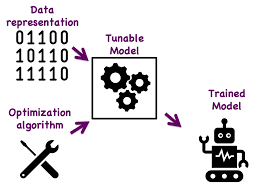 Data
representation
01100
10110
11110
Tunable
Model
Optimization
algorithm
Trained
Model